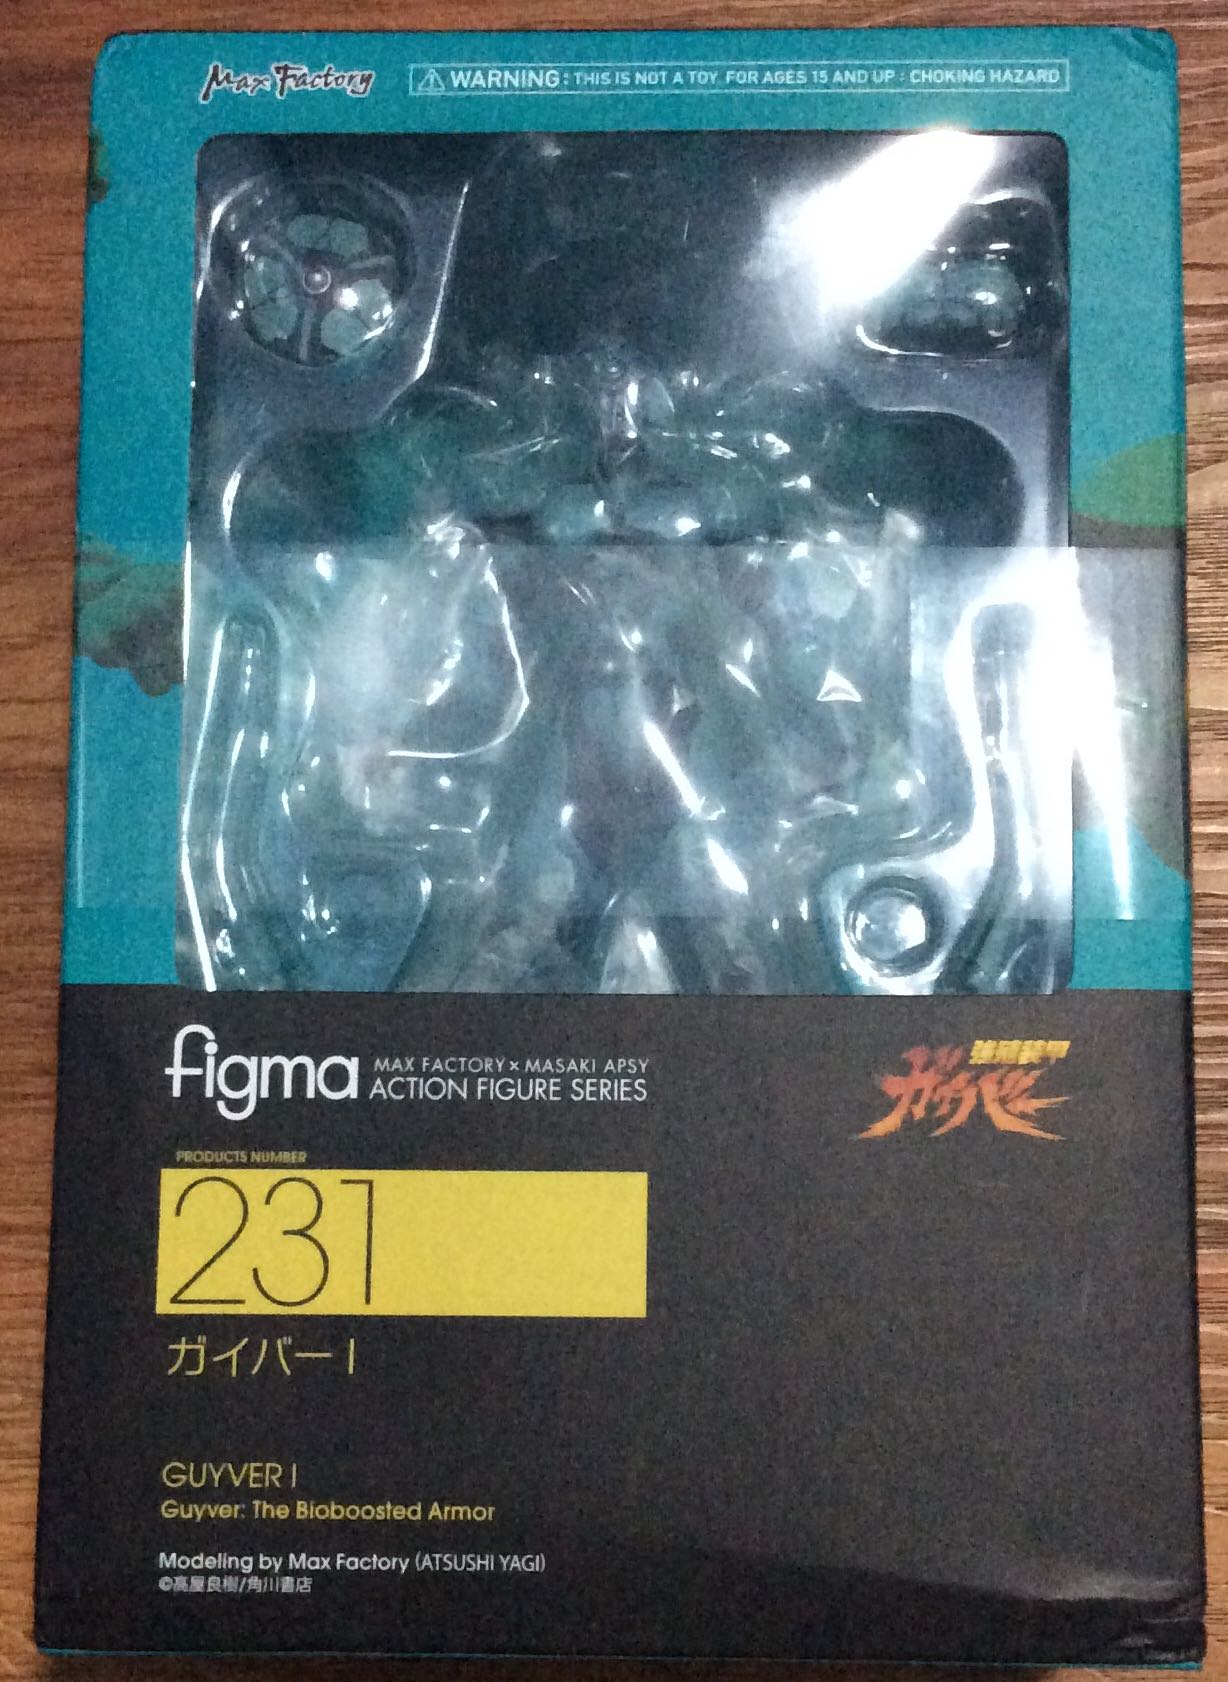 Max Factory
WARNING: THIS IS NOT A TOY. FOR AGES 15 AND UP : CHOKING HAZARD
figma
MAX FACTORY × MASAKI APSY
ACTION FIGURE SERIES
強殖装甲
ガイバー
PRODUCTS NUMBER
231
ガイバーI
GUYVER I
Guyver: The Bioboosted Armor
Modeling by Max Factory (ATSUSHI YAGI)
©高屋良樹/角川書店